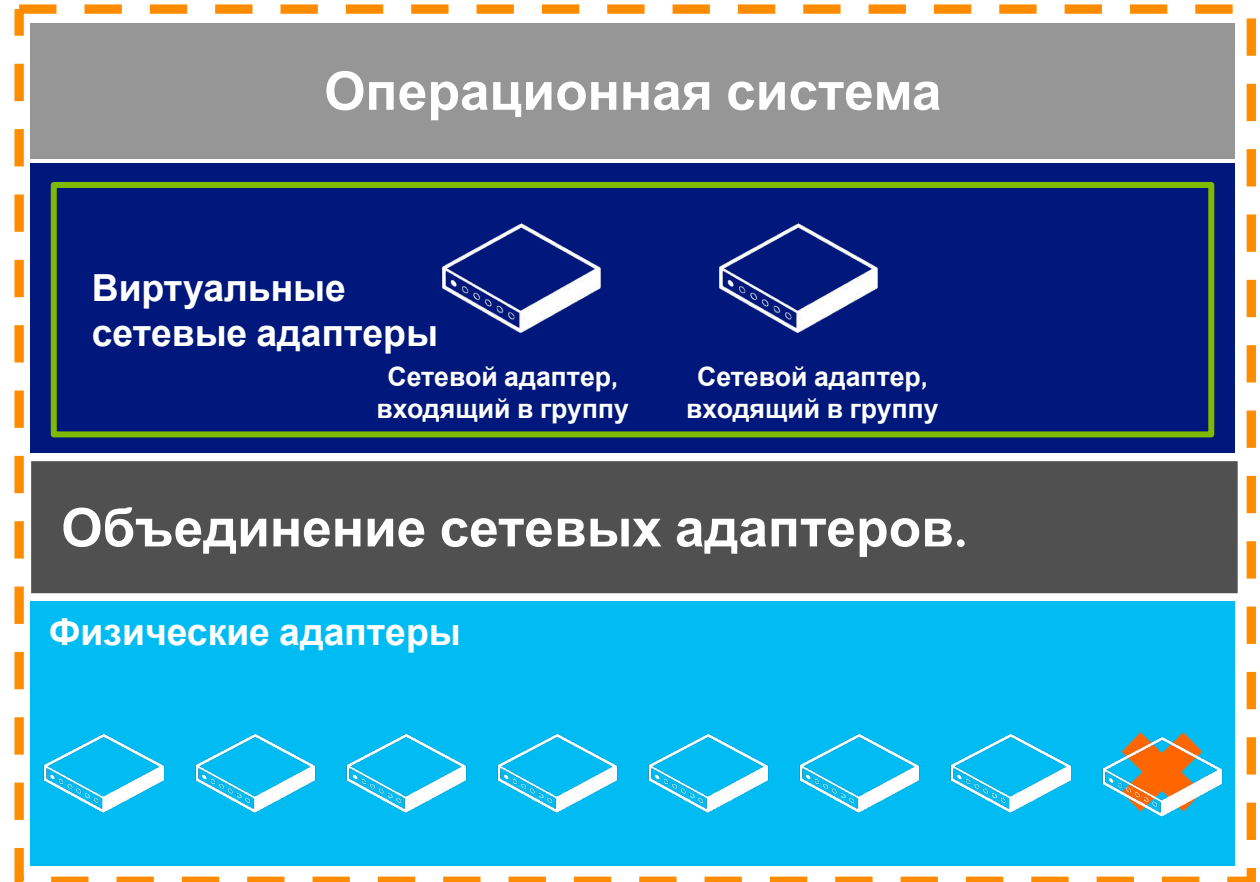 Операционная система
Виртуальные
сетевые адаптеры
Сетевой адаптер,
входящий в группу
Сетевой адаптер,
входящий в группу
Объединение сетевых адаптеров.
Физические адаптеры